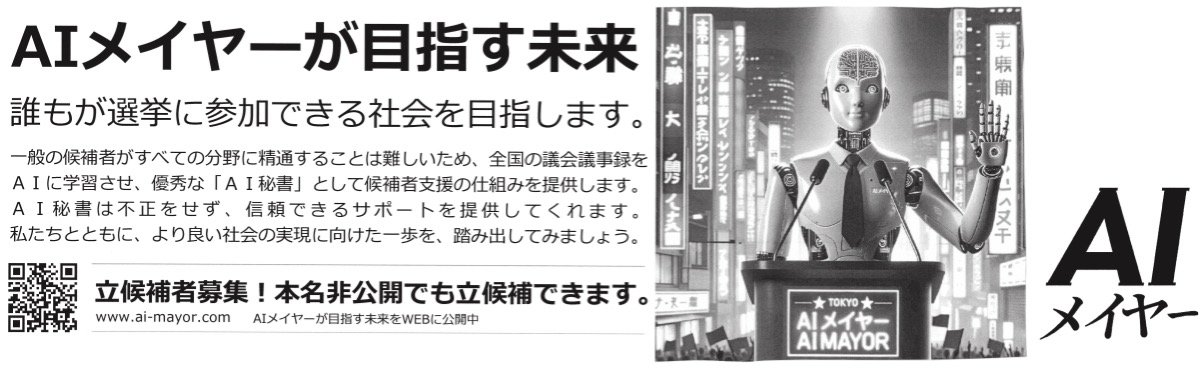 AIメイヤーが目指す未来
誰もが選挙に参加できる社会を目指します。
一般の候補者がすべての分野に精通することは難しいため、全国の議会議事録を
ＡＩに学習させ、優秀な「ＡＩ秘書」として候補者支援の仕組みを提供します。
ＡＩ秘書は不正をせず、信頼できるサポートを提供してくれます。
私たちとともに、より良い社会の実現に向けた一歩を、踏み出してみましょう。
立候補者募集！本名非公開でも立候補できます。
www.ai-mayor.com AIメイヤーが目指す未来をWEBに公開中
★ TOKYO ★
AIメイヤー
AI MAYOR
AI
メイヤー